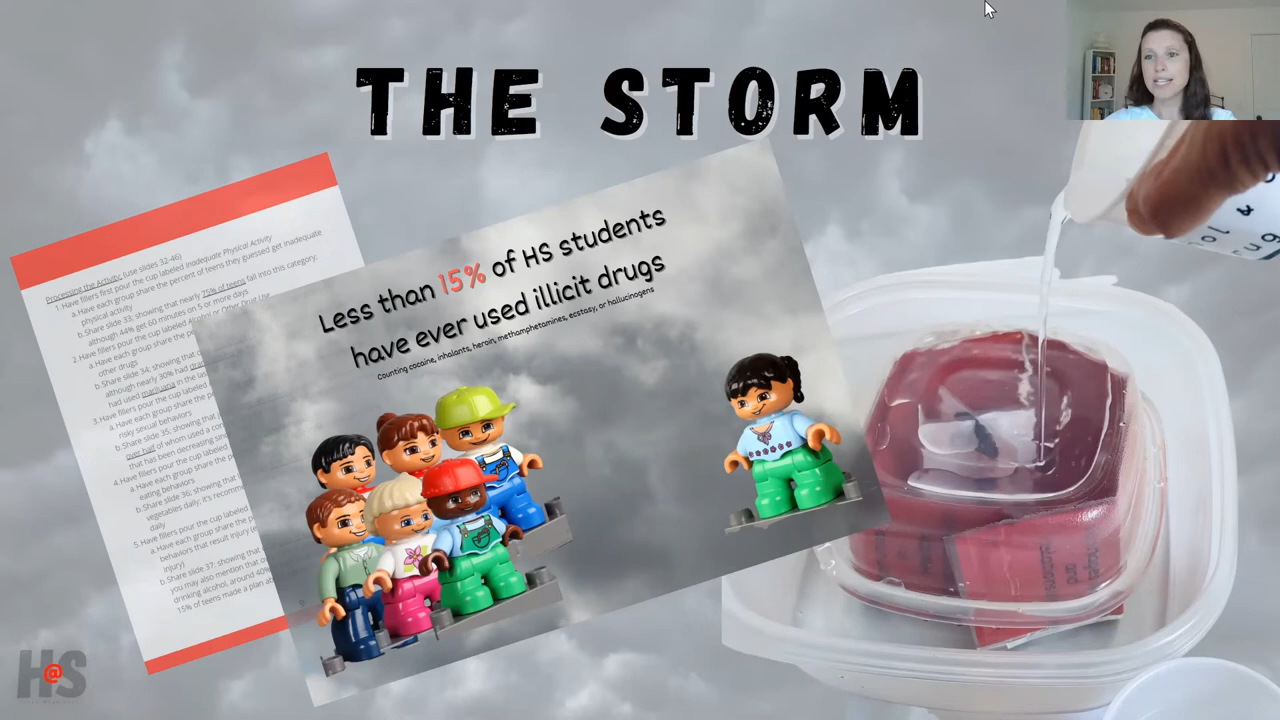 THE STORM
Processing the Activity: (use slides 32-46)
1. Have fillers first pour the cup labeled Inadequate Physical Activity
a. Have each group share the percent of teens they guessed get inadequate
physical activity
b. Share slide 33; showing that nearly 75% of teens fall into this category;
although 44% get 60 minutes on 5 or more days
2. Have fillers pour the cup labeled Alcohol or Other Drug Use
a. Have each group share the
other drugs
b. Share slide 34; showing that
although nearly 30% had
had used marijuana in the
3. Have fillers pour the cup labeled
a. Have each group share the
risky sexual behaviors
b. Share slide 35; showing that
over half of whom used a
that has been decreasing
4. Have fillers pour the cup labeled
a. Have each group share the
eating behaviors
b. Share slide 36; showing that
vegetables daily; it's
daily
5. Have fillers pour the cup labeled
a. Have each group share the
behaviors that result injury
injury)
b. Share slide 37: showing that
you may also mention that
drinking alcohol, around 40%
15% of teens made a plan
Less than 15% of HS students
have ever used illicit drugs
Counting cocaine, inhalants, heroin, methamphetamines, ecstasy, or hallucinogens
H@S